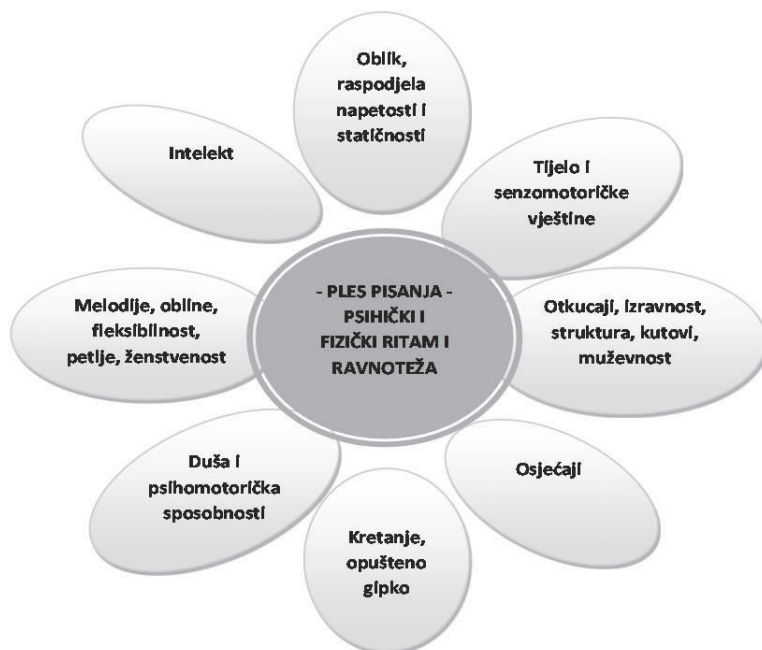 Oblik,
raspodjela
napetosti i
statičnosti
Tijelo i
senzomotoričke
vještine
Otkucaji, izravnost,
struktura, kutovi,
muževnost
Osjećaji
Kretanje,
opušteno
gipko
Duša i
psihomotorička
sposobnosti
Melodije, obline,
fleksibilnost,
petlje, ženstvenost
Intelekt
- PLES PISANJA -
PSIHIČKI I
FIZIČKI RITAM I
RAVNOTEŽA